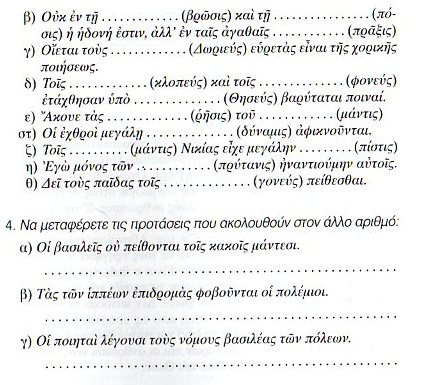 β) Οὐκ ἐν τῇ ............. (βρῶσις) καὶ τῇ ............. (πό-
σις) ἡ ἡδονή ἐστιν, ἀλλ' ἐν ταῖς ἀγαθαῖς ............. (πρᾶξις)
γ) Οἴεται τοὺς ............. (Δωριεύς) εὑρετὰς εἶναι τῆς χορικῆς
ποιήσεως.
δ) Τοῖς ............. (κλοπεύς) καὶ τοῖς ............. (φονεύς)
ἐτάχθησαν ὑπὸ ............. (Θησεύς) βαρύταται ποιναί.
ε) Ἄκουε τὰς ............. (ῥῆσις) τοῦ ............. (μάντις)
στ) Οἱ ἐχθροὶ μεγάλῃ ............. (δύναμις) ἀφικνοῦνται.
ζ) Τοῖς ............. (μάντις) Νικίας εἶχε μεγάλην ............. (πίστις)
η) Ἐγὼ μόνος τῶν ............. (πρύτανις) ἠναντιούμην αὐτοῖς.
θ) Δεῖ τοὺς παῖδας τοῖς ............. (γονεύς) πείθεσθαι.
4. Να μεταφέρετε τις προτάσεις που ακολουθούν στον άλλο αριθμό:
α) Οἱ βασιλεῖς οὐ πείθονται τοῖς κακοῖς μάντεσι.
.............................................................
β) Τὰς τῶν ἱππέων ἐπιδρομὰς φοβοῦνται οἱ πολέμιοι.
.............................................................
γ) Οἱ ποιηταὶ λέγουσι τοὺς νόμους βασιλέας τῶν πόλεων.
.............................................................